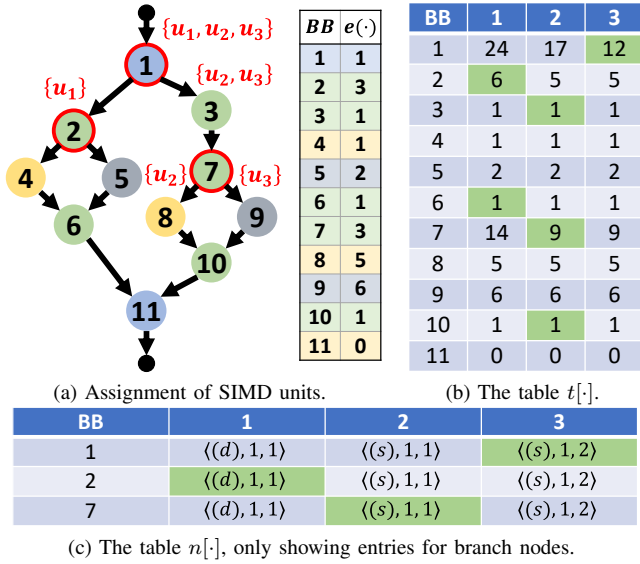 {u₁, u₂, u₃}
1
{u₂, u₃}
{u₁}
3
2
4
5
{u₂}
7
{u₃}
6
8
9
10
11
BB e(·)
1 1
2 3
3 1
4 1
5 2
6 1
7 3
8 5
9 6
10 1
11 0
(a) Assignment of SIMD units.
BB 1 2 3
1 24 17 12
2 6 5 5
3 1 1 1
4 1 1 1
5 2 2 2
6 1 1 1
7 14 9 9
8 5 5 5
9 6 6 6
10 1 1 1
11 0 0 0
(b) The table t[·].
BB 1 2 3
1 ⟨(d), 1, 1⟩ ⟨(s), 1, 1⟩ ⟨(s), 1, 2⟩
2 ⟨(d), 1, 1⟩ ⟨(s), 1, 1⟩ ⟨(s), 1, 2⟩
7 ⟨(d), 1, 1⟩ ⟨(s), 1, 1⟩ ⟨(s), 1, 2⟩
(c) The table n[·], only showing entries for branch nodes.